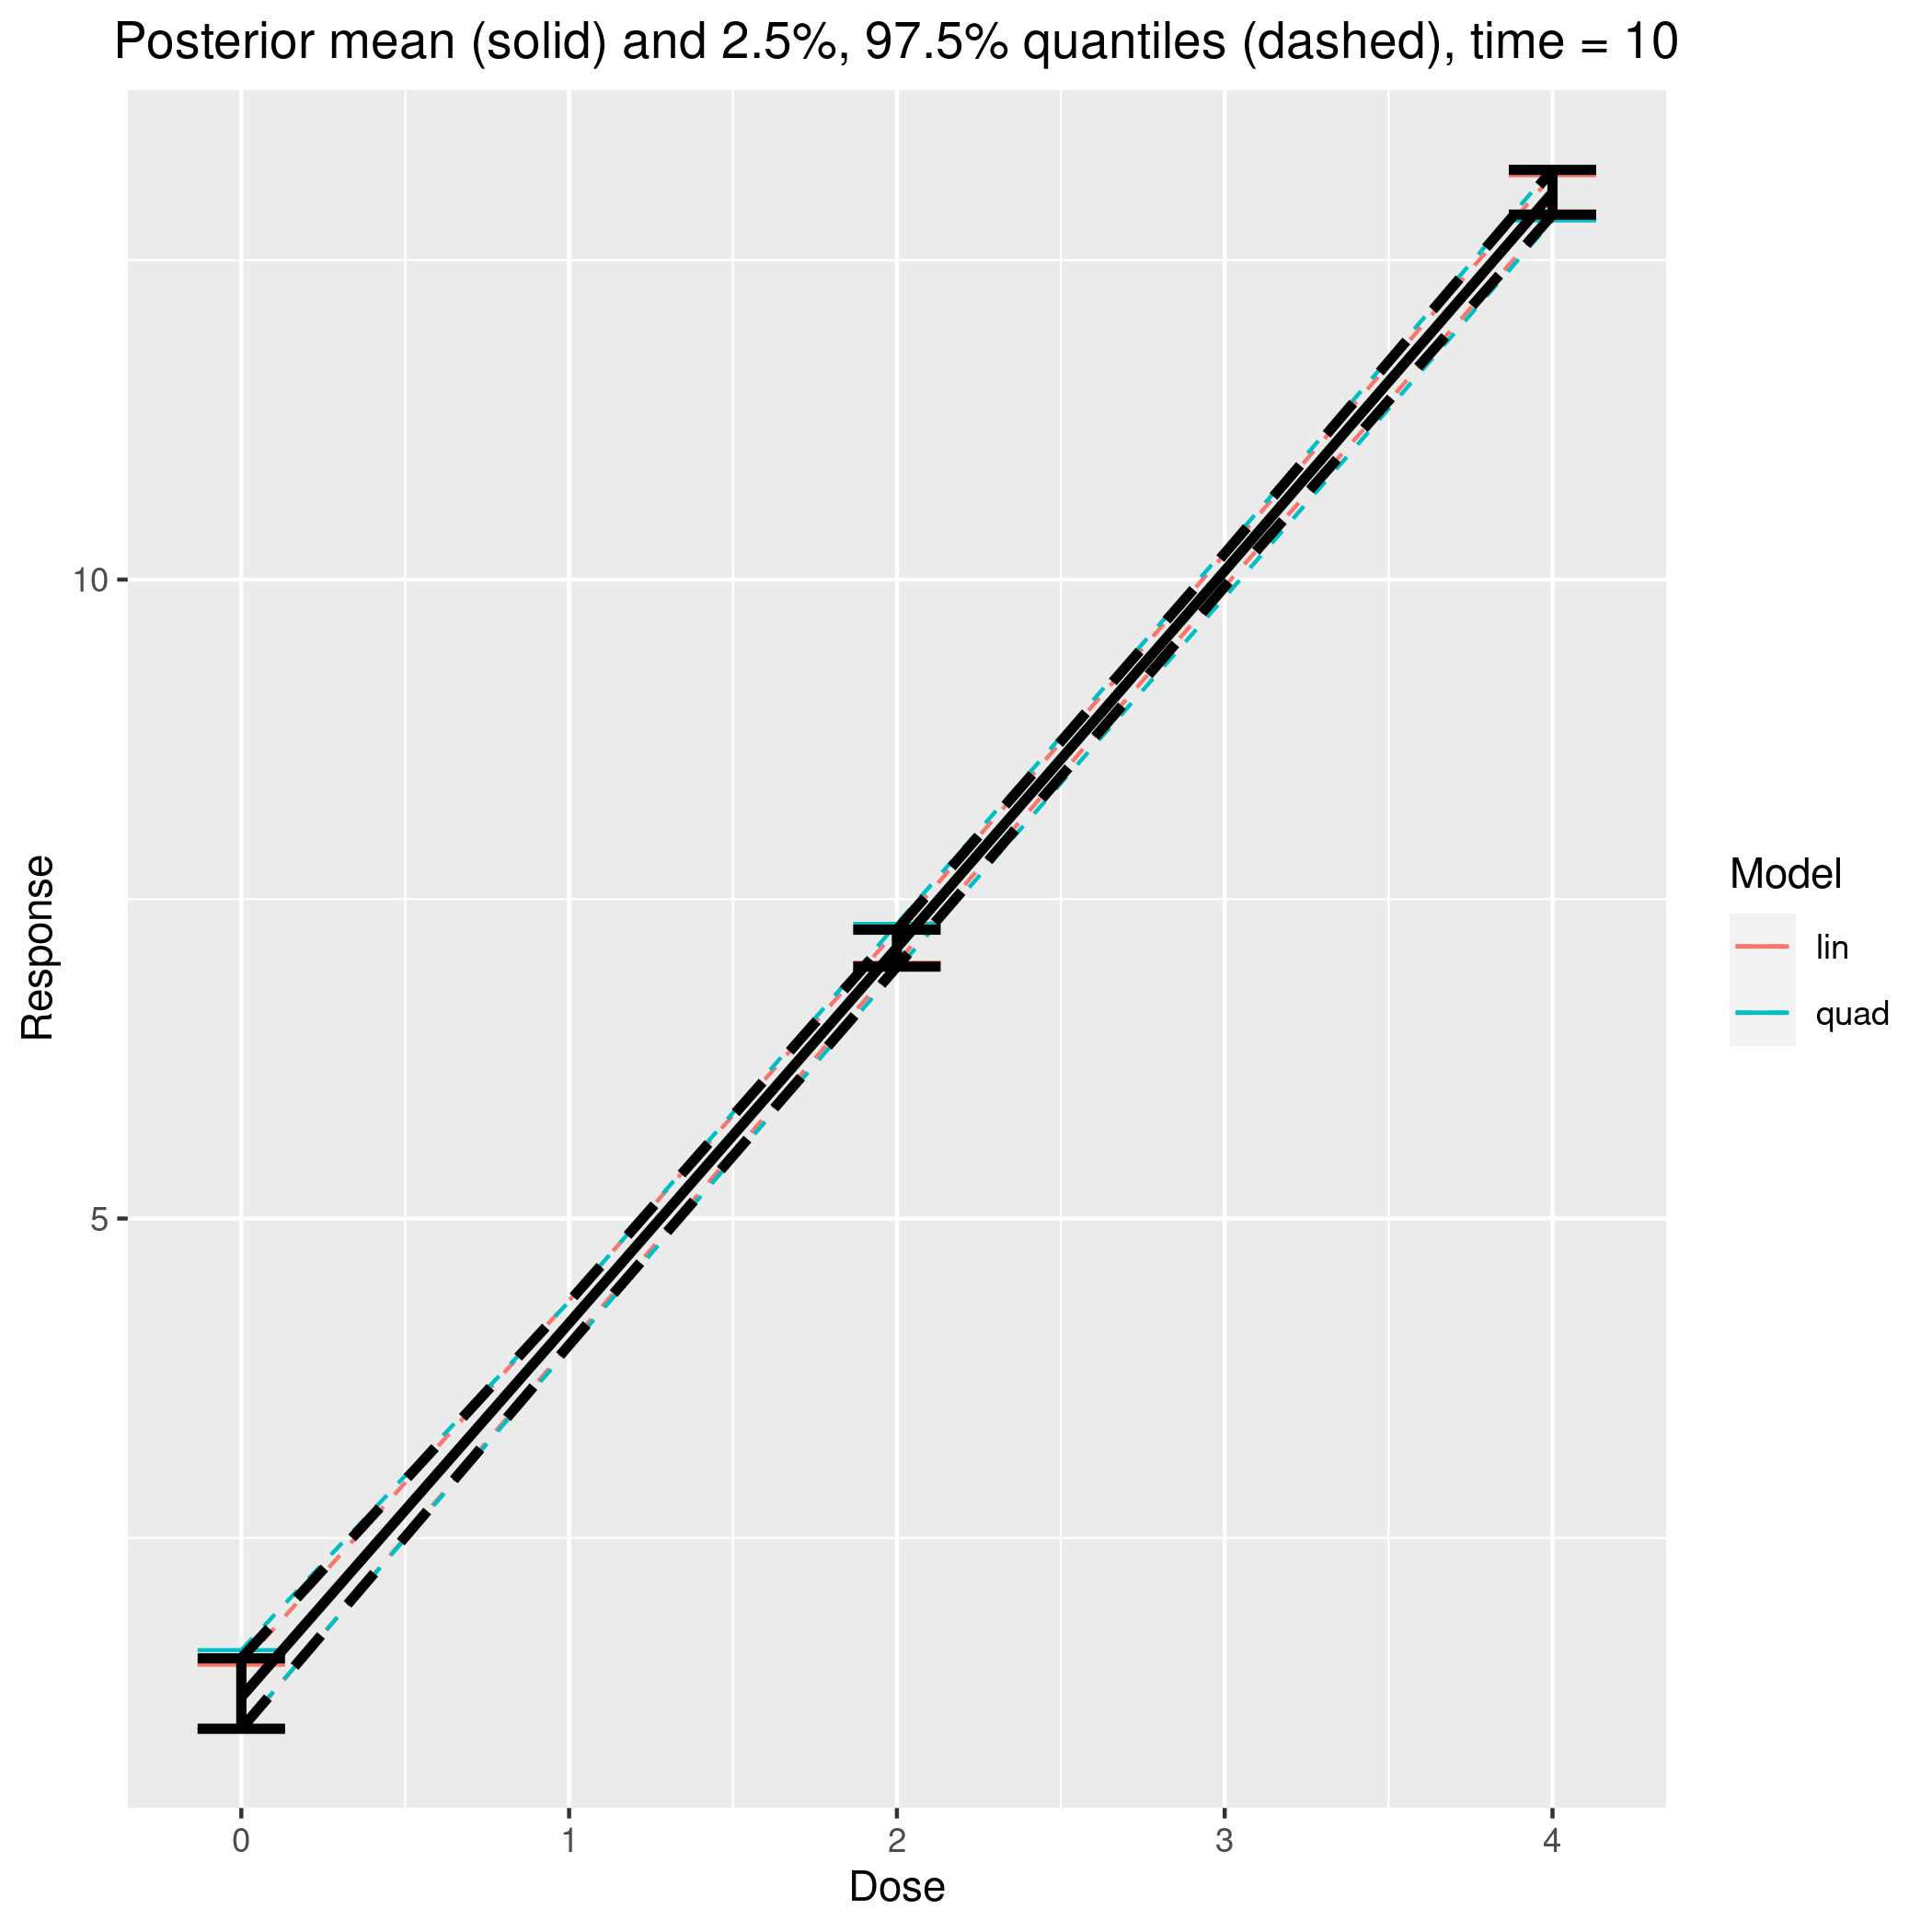 Posterior mean (solid) and 2.5%, 97.5% quantiles (dashed), time = 10
10
5
Response
0 1 2 3 4
Dose
Model
lin
quad